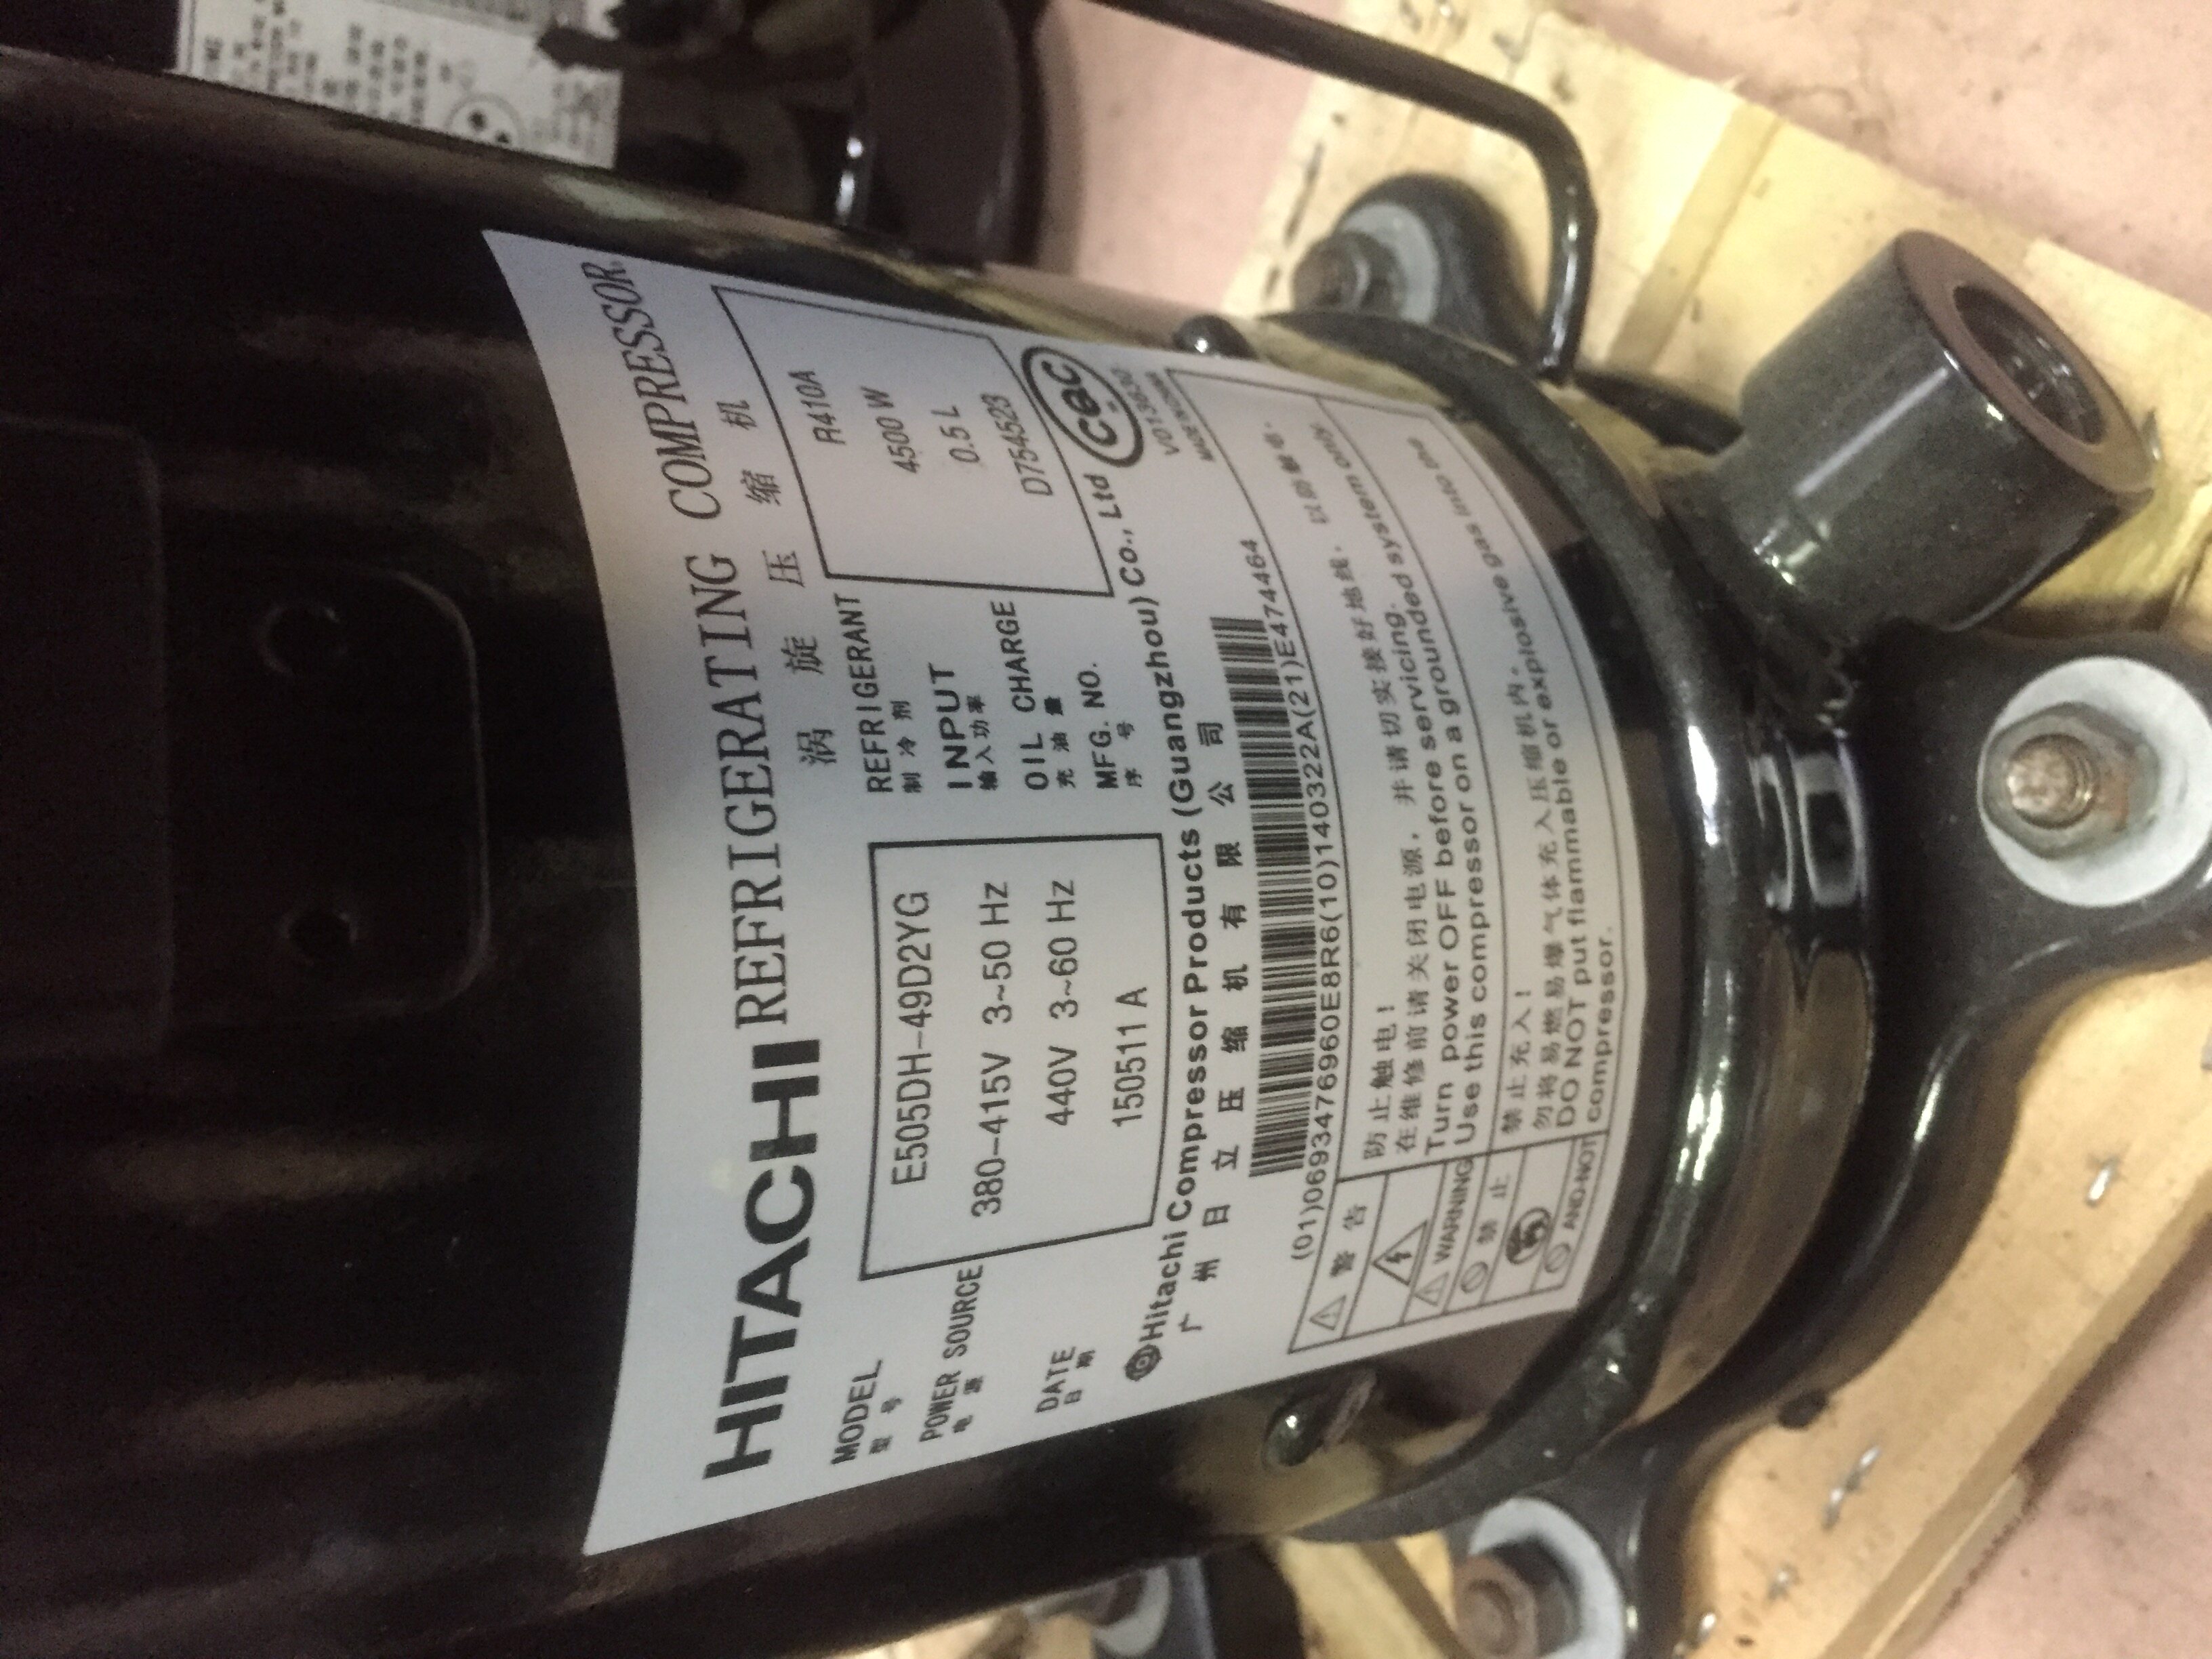 HITACHI REFRIGERATING COMPRESSOR
涡 旋 压 缩 机
MODEL E505DH-49D2YG REFRIGERANT R410A
型 号 制 冷 剂
POWER SOURCE 380-415V 3~50 Hz INPUT 4500 W
电 源 输入功率
440V 3~60 Hz OIL CHARGE 0.5 L
充 油 量
DATE 150511 A MFG. NO. D754523
日 期 序 号
Hitachi Compressor Products (Guangzhou) Co., Ltd
广 州 日 立 压 缩 机 有 限 公 司
(01)06934776960E8R6(10)140322A(21)E474464
警 告
WARNING
防止触电!
在维修前请关闭电源, 并请切实接好地线, 以防触电.
Turn power OFF before servicing.
Use this compressor on a grounded system only
禁 止
禁止充入!
勿将易燃易爆气体充入压缩机内.
DO NOT put flammable or explosive gas into the
compressor.